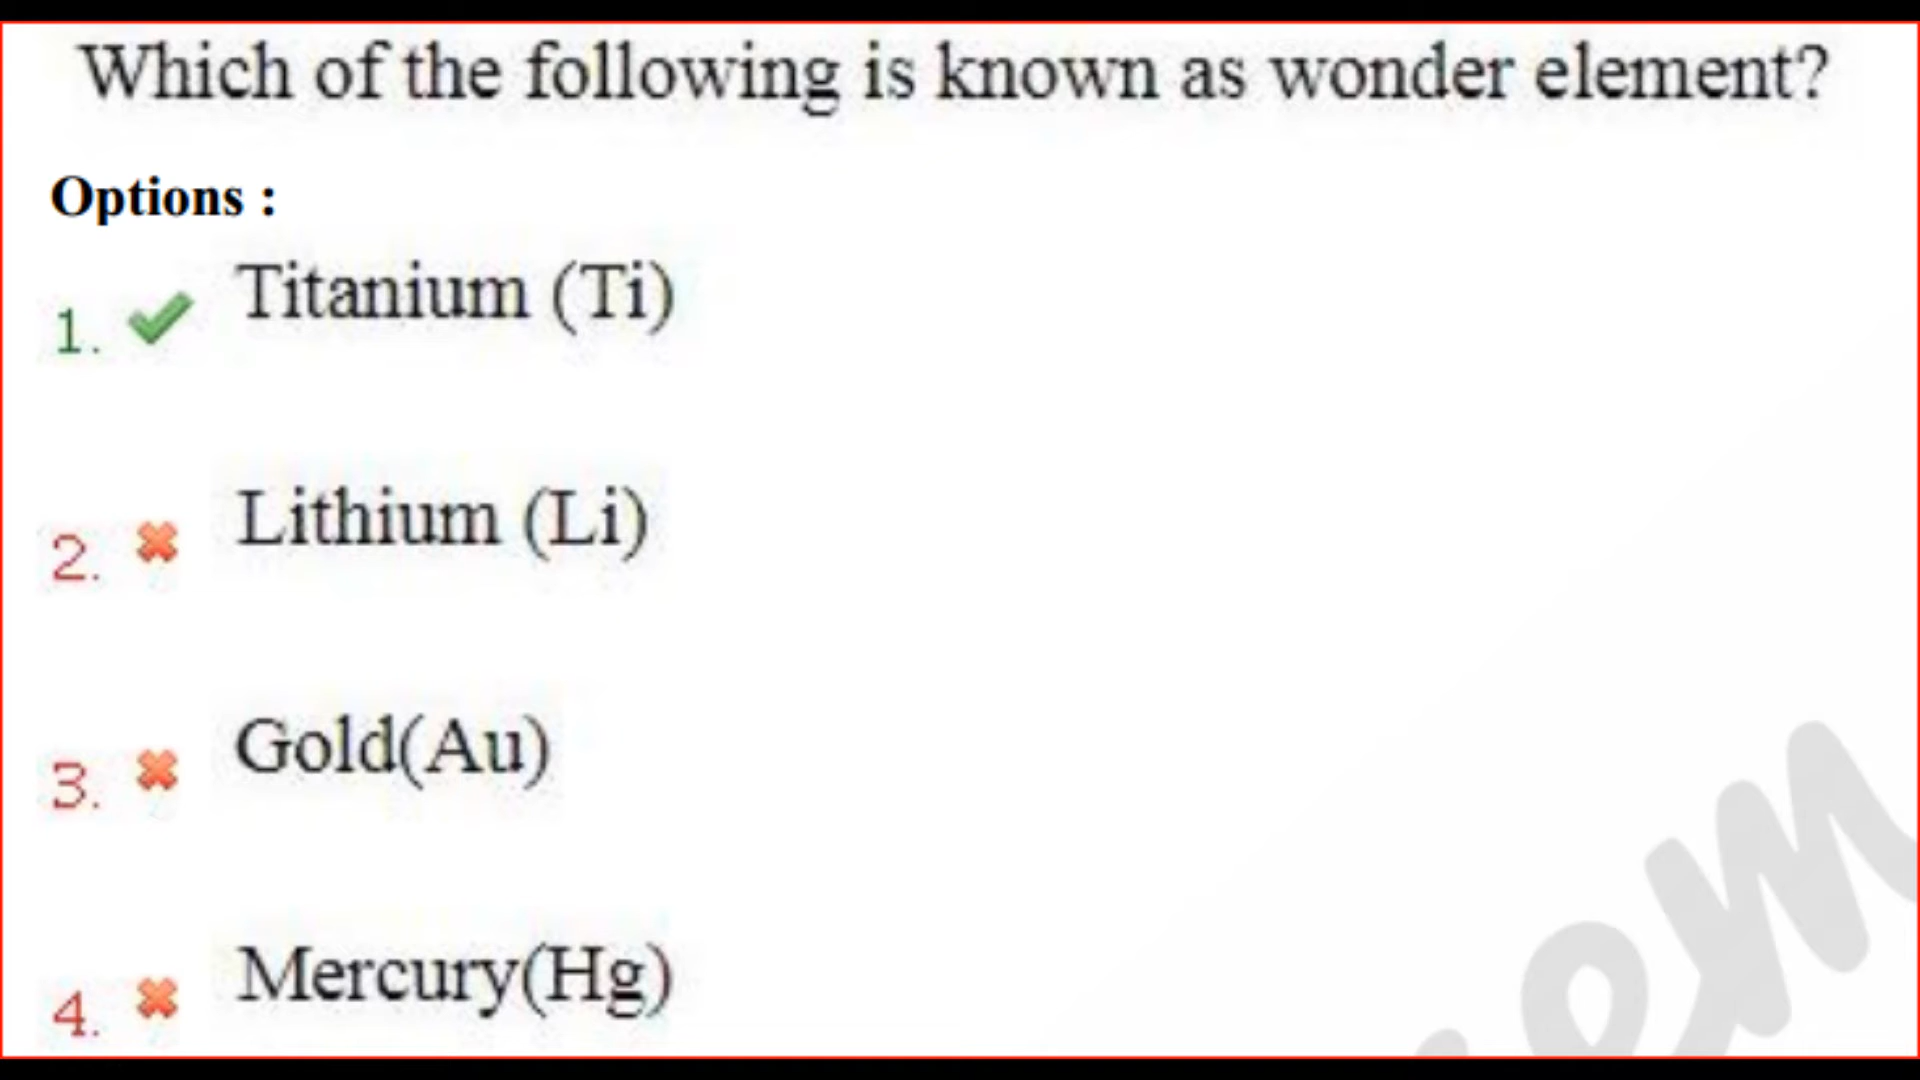 Which of the following is known as wonder element?
Options :
1. Titanium (Ti)
2. Lithium (Li)
3. Gold(Au)
4. Mercury(Hg)